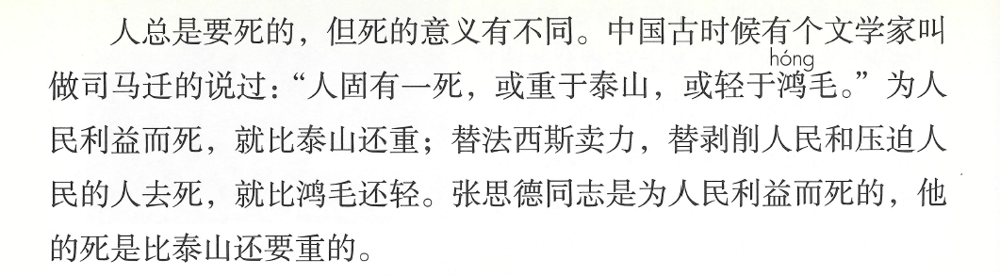 人总是要死的，但死的意义有不同。中国古时候有个文学家叫
hóng
做司马迁的说过：“人固有一死，或重于泰山，或轻于鸿毛。”为人
民利益而死，就比泰山还重；替法西斯卖力，替剥削人民和压迫人
民的人去死，就比鸿毛还轻。张思德同志是为人民利益而死的，他
的死是比泰山还要重的。